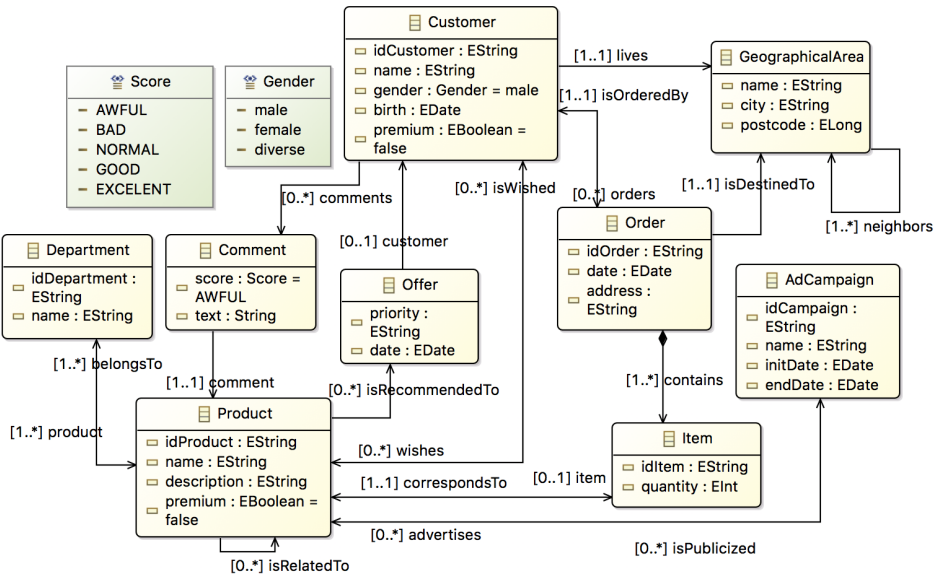 Customer
idCustomer : EString
name : EString
gender : Gender = male
birth : EDate
premium : EBoolean =
false
Score
AWFUL
BAD
NORMAL
GOOD
EXCELENT
Gender
male
female
diverse
[1..1] lives
[1..1] isOrderedBy
GeographicalArea
name : EString
city : EString
postcode : ELong
[0..*] comments
[0..*] isWished
[0..*] orders
[1..1] isDestinedTo
[1..*] neighbors
Department
idDepartment :
EString
name : EString
Comment
score : Score =
AWFUL
text : String
[0..1] customer
Offer
priority :
EString
date : EDate
Order
idOrder : EString
date : EDate
address :
EString
AdCampaign
idCampaign :
EString
name : EString
initDate : EDate
endDate : EDate
[1..*] belongsTo
[1..1] comment
[0..*] isRecommendedTo
[1..*] contains
[1..*] product
Product
idProduct : EString
name : EString
description : EString
premium : EBoolean =
false
[0..*] wishes
[1..1] correspondsTo
[0..1] item
Item
idItem : EString
quantity : EInt
[0..*] advertises
[0..*] isPublicized
[0..*] isRelatedTo